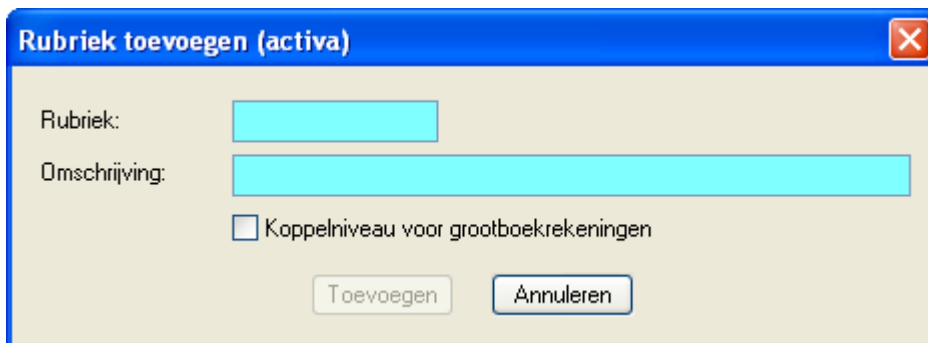 Rubriek toevoegen (activa)
Rubriek:
Omschrijving:
Koppelniveau voor grootboekrekeningen
Toevoegen Annuleren